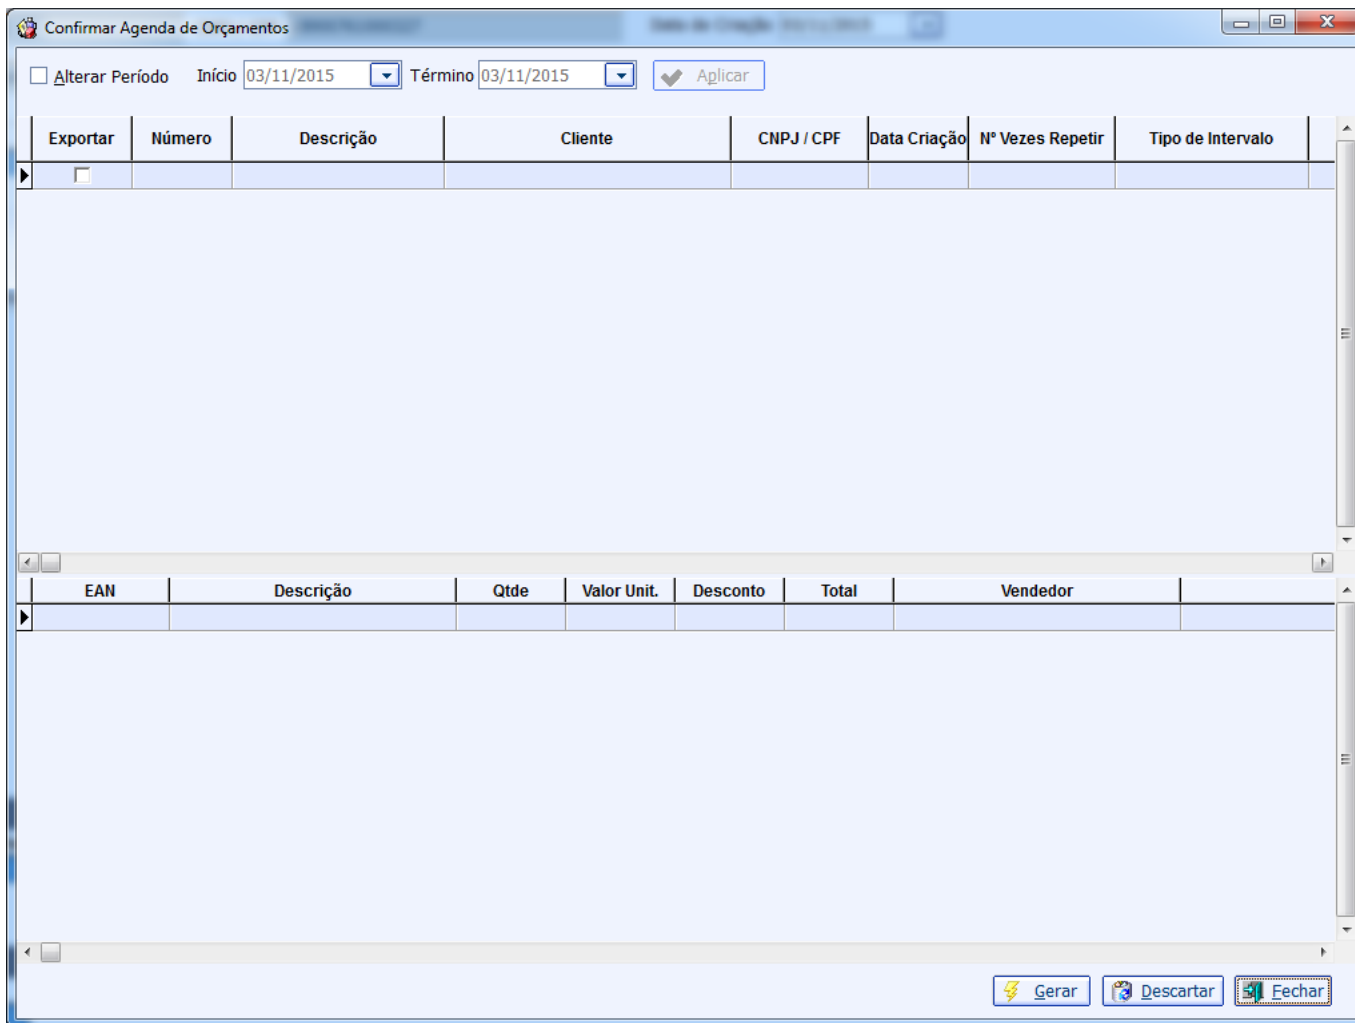 Confirmar Agenda de Orçamentos
Alterar Período Início 03/11/2015 Término 03/11/2015 Aplicar
Exportar Número Descrição Cliente CNPJ / CPF Data Criação Nº Vezes Repetir Tipo de Intervalo
EAN Descrição Qtde Valor Unit. Desconto Total Vendedor
Gerar Descartar Fechar